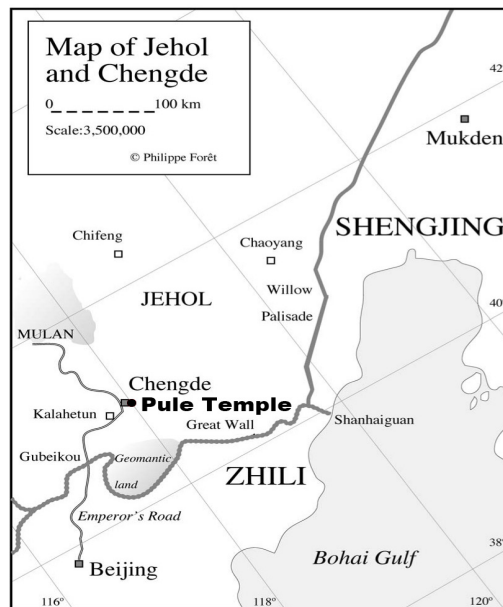 Map of Jehol
and Chengde
0 100 km
Scale:3,500,000
© Philippe Forêt
42°
Mukden
SHENGJING
Chifeng
Chaoyang
Willow
Palisade
JEHOL
40°
MULAN
Chengde
Pule Temple
Kalahetun
Great Wall
Shanhaiguan
Gubeikou
Geomantic
land
ZHILI
Emperor's Road
38°
Bohai Gulf
Beijing
116°
118°
120°